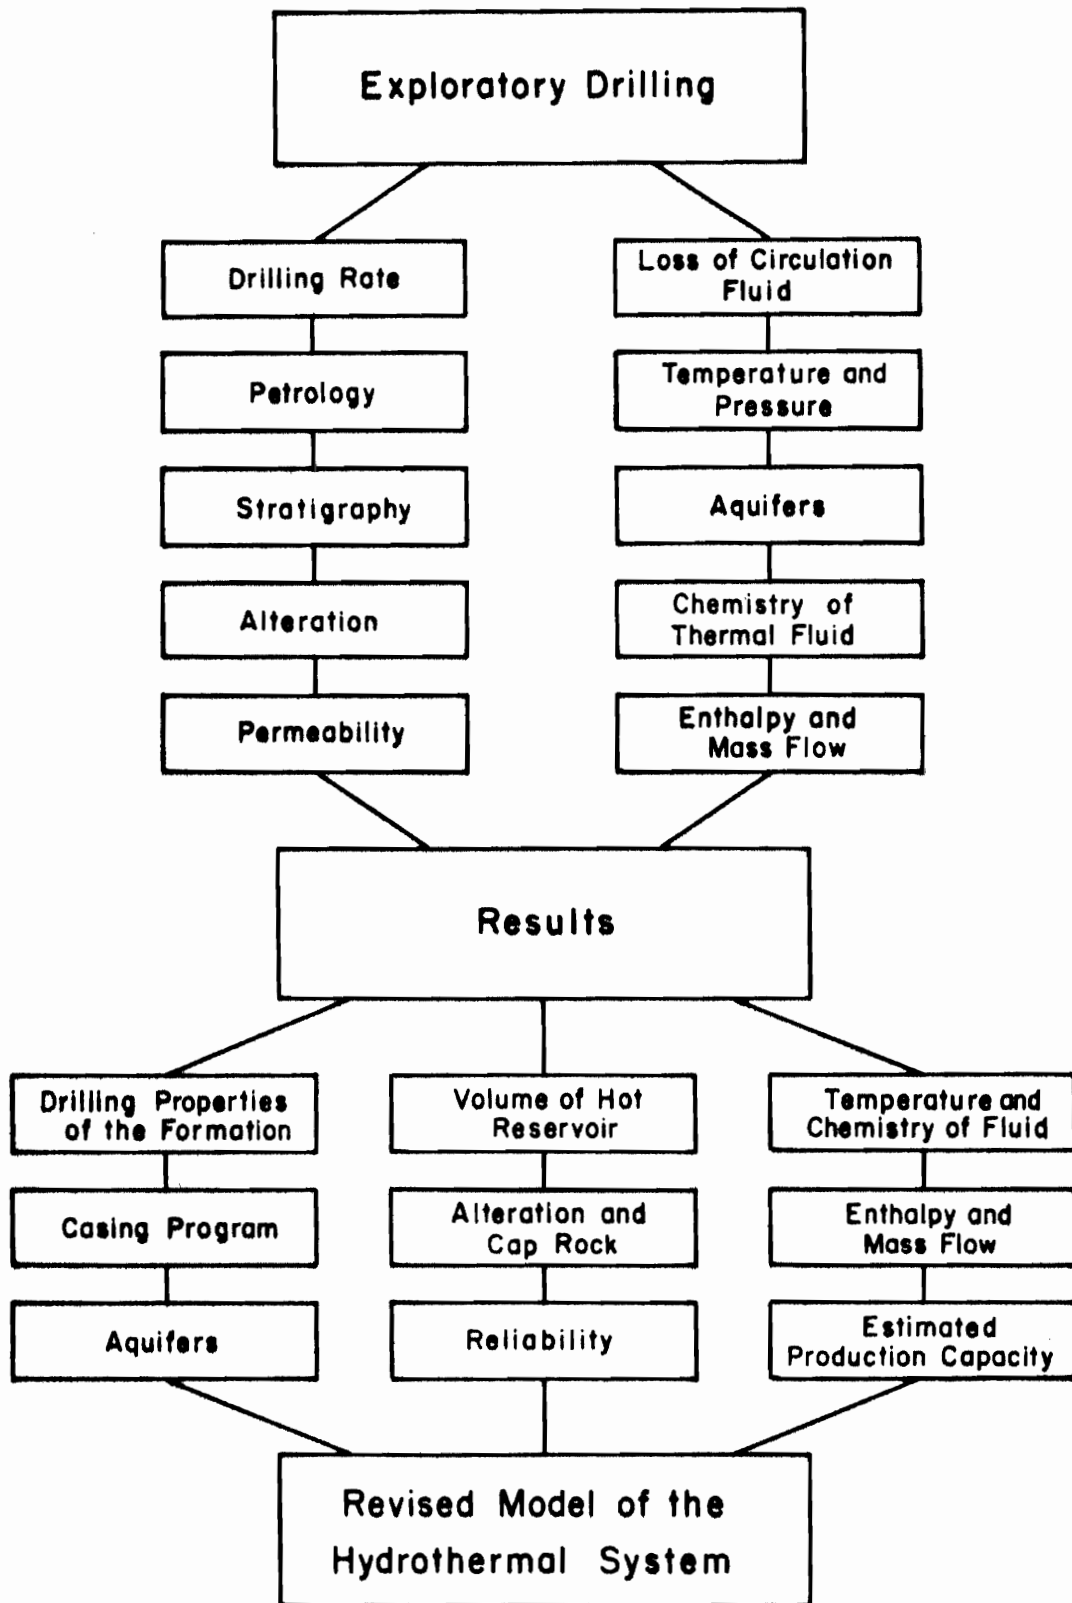 Exploratory Drilling
Drilling Rate
Petrology
Stratigraphy
Alteration
Permeability
Loss of Circulation
Fluid
Temperature and
Pressure
Aquifers
Chemistry of
Thermal Fluid
Enthalpy and
Mass Flow
Results
Drilling Properties
of the Formation
Casing Program
Aquifers
Volume of Hot
Reservoir
Alteration and
Cap Rock
Reliability
Temperature and
Chemistry of Fluid
Enthalpy and
Mass Flow
Estimated
Production Capacity
Revised Model of the
Hydrothermal System